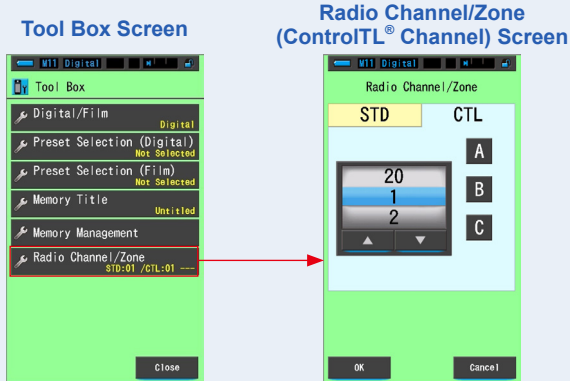 Tool Box Screen
Radio Channel/Zone
(ControlTL® Channel) Screen
M11 Digital
Tool Box
Digital/Film
Digital
Preset Selection (Digital)
Not Selected
Preset Selection (Film)
Not Selected
Memory Title
Untitled
Memory Management
Radio Channel/Zone
STD:01 /CTL:01 ---
Close
M11 Digital
Radio Channel/Zone
STD CTL
20
1
2
A
B
C
OK Cancel